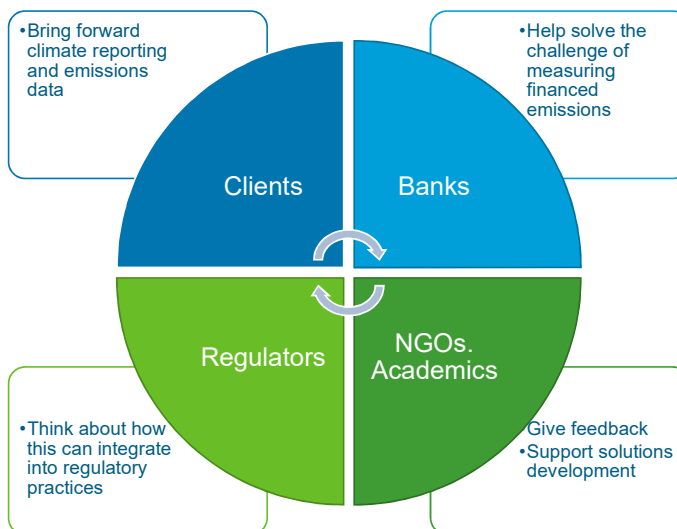 •Bring forward
climate reporting
and emissions
data
•Help solve the
challenge of
measuring
financed
emissions
Clients
Banks
Regulators
NGOs.
Academics
•Think about how
this can integrate
into regulatory
practices
Give feedback
•Support solutions
development